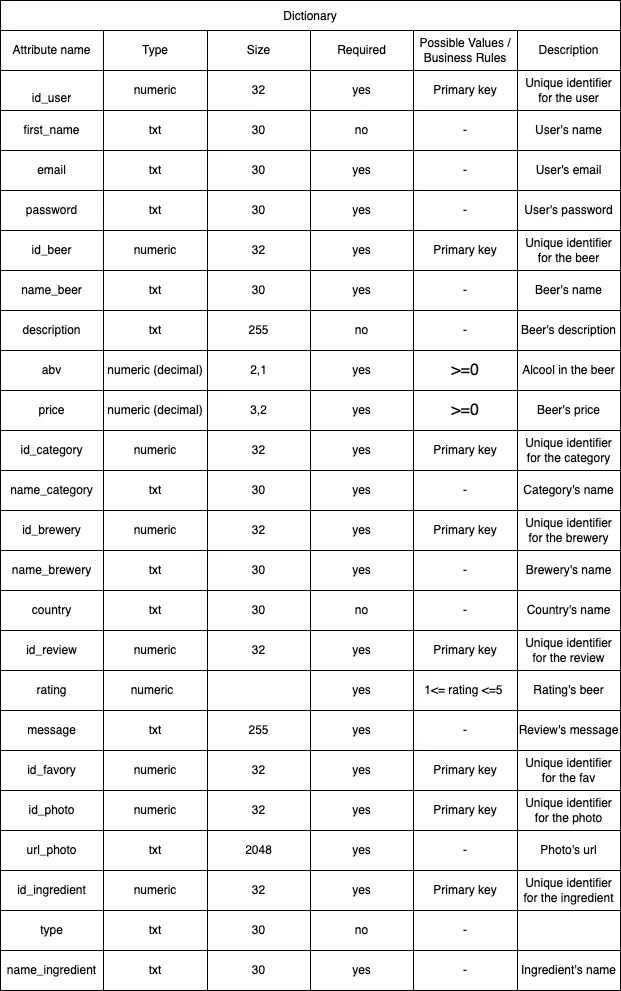 Dictionary
Attribute name Type Size Required Possible Values / Business Rules Description
id_user numeric 32 yes Primary key Unique identifier for the user
first_name txt 30 no - User's name
email txt 30 yes - User's email
password txt 30 yes - User's password
id_beer numeric 32 yes Primary key Unique identifier for the beer
name_beer txt 30 yes - Beer's name
description txt 255 no - Beer's description
abv numeric (decimal) 2,1 yes >=0 Alcool in the beer
price numeric (decimal) 3,2 yes >=0 Beer's price
id_category numeric 32 yes Primary key Unique identifier for the category
name_category txt 30 yes - Category's name
id_brewery numeric 32 yes Primary key Unique identifier for the brewery
name_brewery txt 30 yes - Brewery's name
country txt 30 no - Country's name
id_review numeric 32 yes Primary key Unique identifier for the review
rating numeric yes 1<= rating <=5 Rating's beer
message txt 255 yes - Review's message
id_favory numeric 32 yes Primary key Unique identifier for the fav
id_photo numeric 32 yes Primary key Unique identifier for the photo
url_photo txt 2048 yes - Photo's url
id_ingredient numeric 32 yes Primary key Unique identifier for the ingredient
type txt 30 no -
name_ingredient txt 30 yes - Ingredient's name